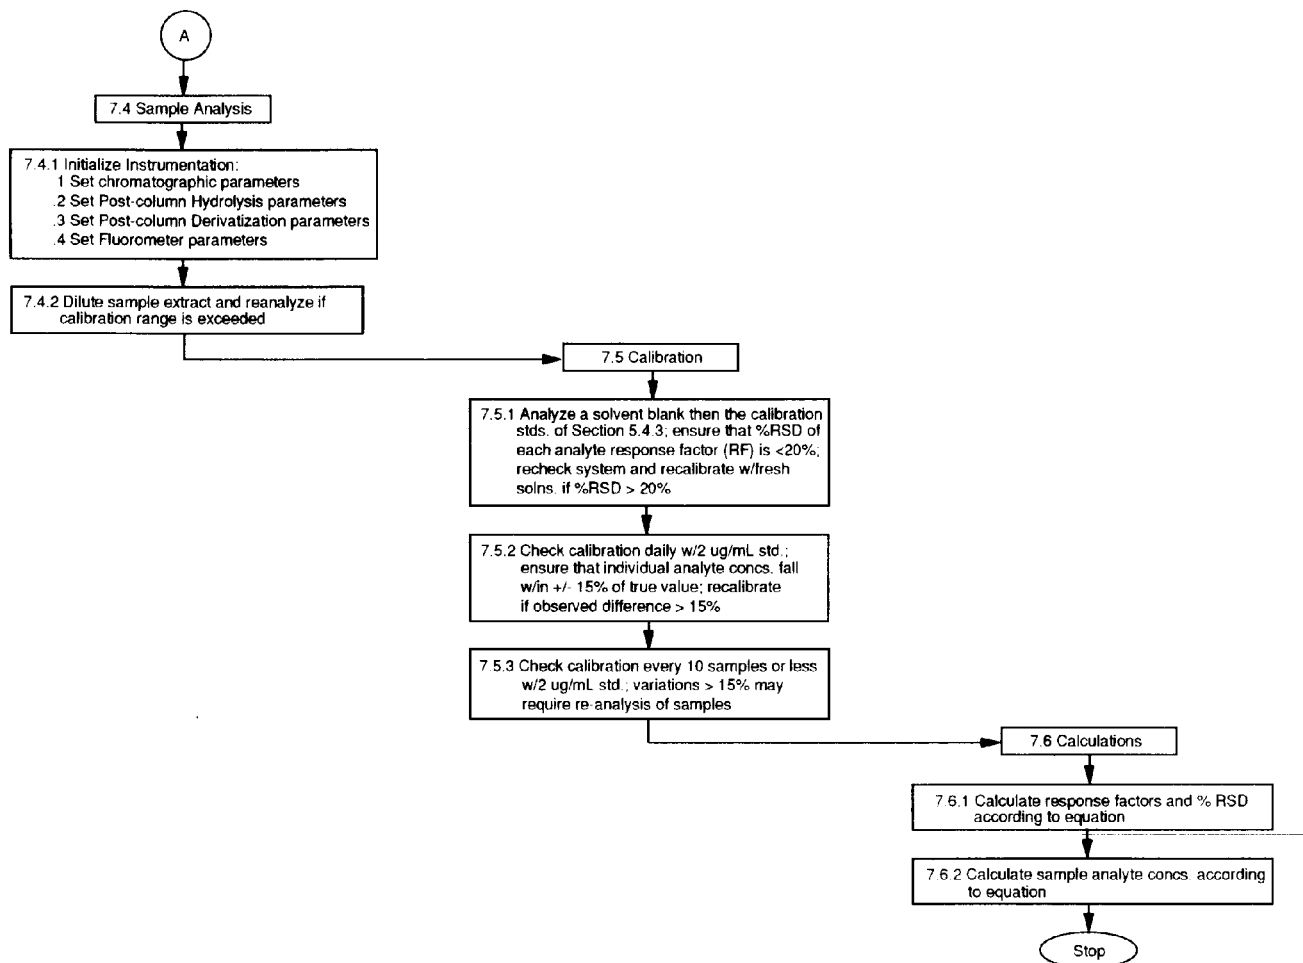 A
7.4 Sample Analysis
7.4.1 Initialize Instrumentation:
1 Set chromatographic parameters
.2 Set Post-column Hydrolysis parameters
.3 Set Post-column Derivatization parameters
.4 Set Fluorometer parameters
7.4.2 Dilute sample extract and reanalyze if
calibration range is exceeded
7.5 Calibration
7.5.1 Analyze a solvent blank then the calibration
stds. of Section 5.4.3; ensure that %RSD of
each analyte response factor (RF) is <20%;
recheck system and recalibrate w/fresh
solns. if %RSD > 20%
7.5.2 Check calibration daily w/2 ug/mL std.;
ensure that individual analyte concs. fall
w/in +/- 15% of true value; recalibrate
if observed difference > 15%
7.5.3 Check calibration every 10 samples or less
w/2 ug/mL std.; variations > 15% may
require re-analysis of samples
7.6 Calculations
7.6.1 Calculate response factors and % RSD
according to equation
7.6.2 Calculate sample analyte concs. according
to equation
Stop